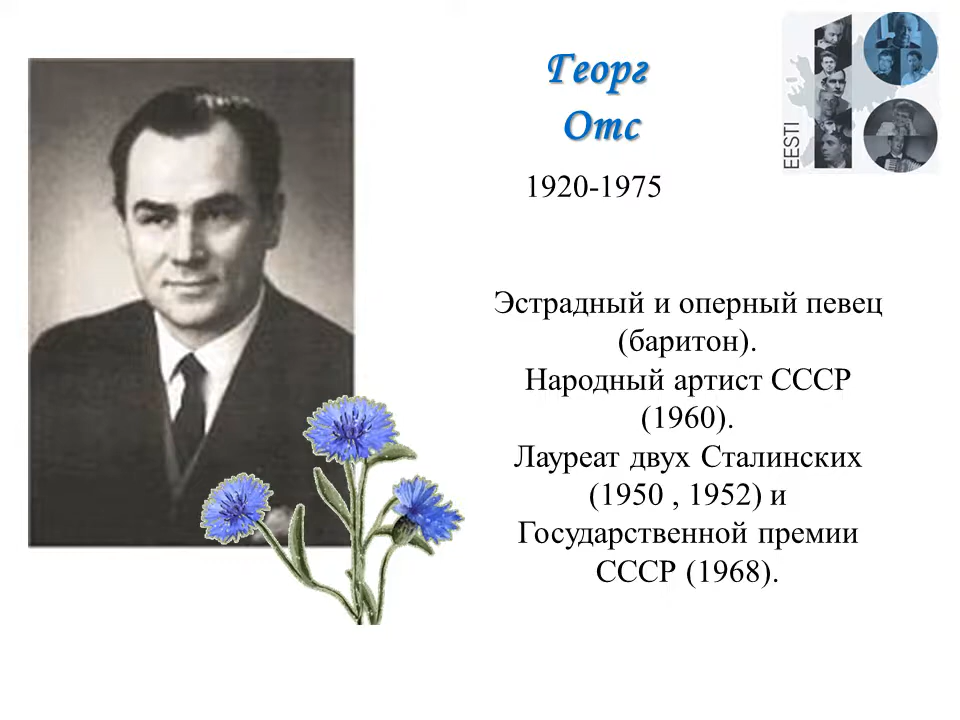 Георг
Отс
1920-1975
EESTI
Эстрадный и оперный певец
(баритон).
Народный артист СССР
(1960).
Лауреат двух Сталинских
(1950 , 1952) и
Государственной премии
СССР (1968).